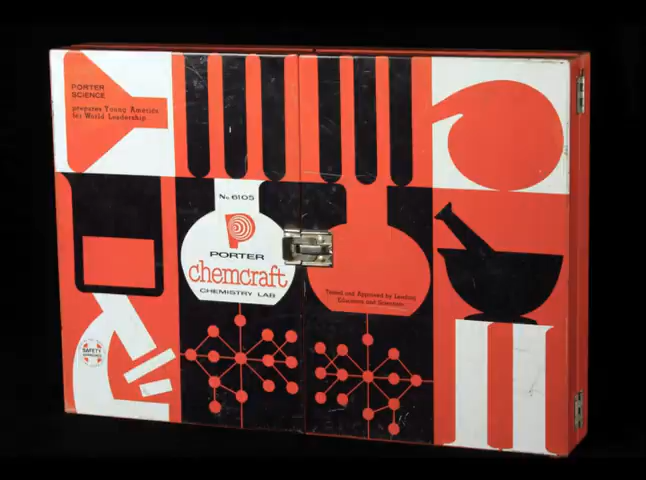 PORTER
SCIENCE
prepares Young America
for World Leadership
No 6105
P
PORTER
chemcraft
CHEMISTRY LAB
Tested and Approved by Leading
Educators and Scientists
SAFETY